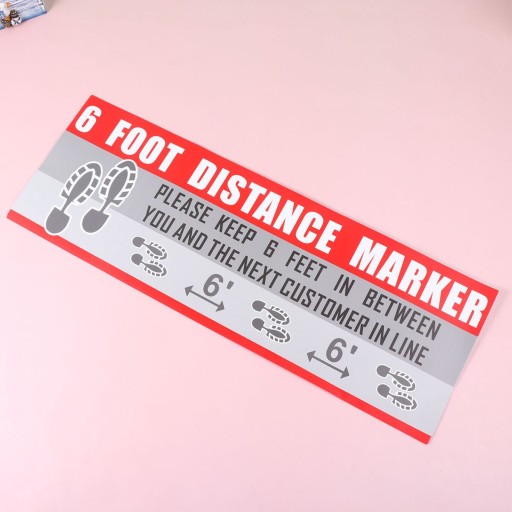 6 FOOT DISTANCE MARKER
PLEASE KEEP 6 FEET IN BETWEEN
YOU AND THE NEXT CUSTOMER IN LINE
6'
6'